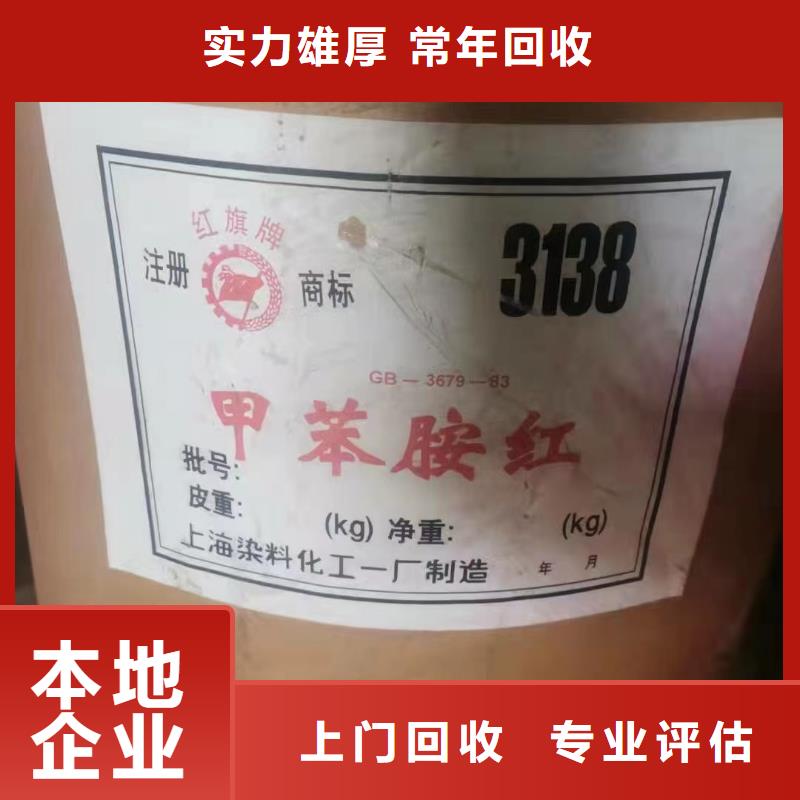 实力雄厚 常年回收
红旗牌
注册 商标
3138
GB-3679-83
甲苯胺红
批号:
皮重: (kg) 净重: (kg)
上海染料化工一厂制造 年 月
本地
企业
上门回收 专业评估